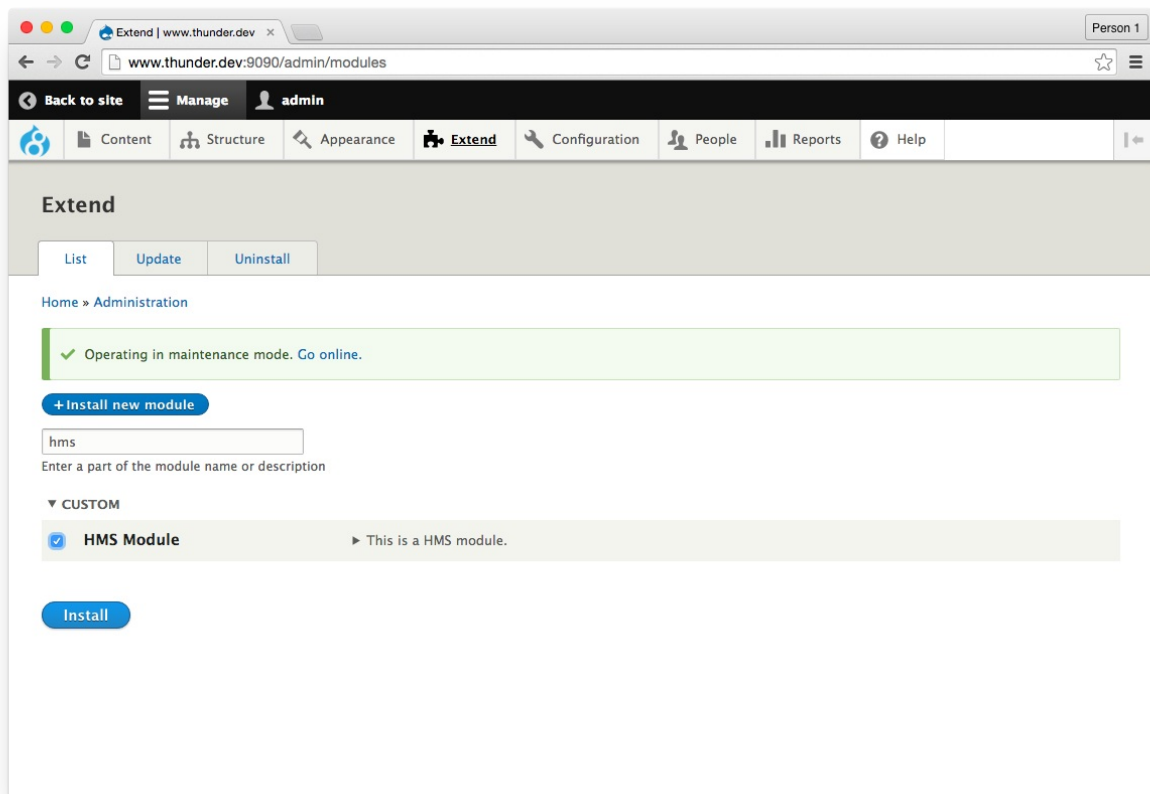 Extend | www.thunder.dev ×
Person 1
www.thunder.dev:9090/admin/modules
Back to site Manage admin
Content Structure Appearance Extend Configuration People Reports Help
Extend
List Update Uninstall
Home » Administration
Operating in maintenance mode. Go online.
+Install new module
hms
Enter a part of the module name or description
▼ CUSTOM
HMS Module ► This is a HMS module.
Install